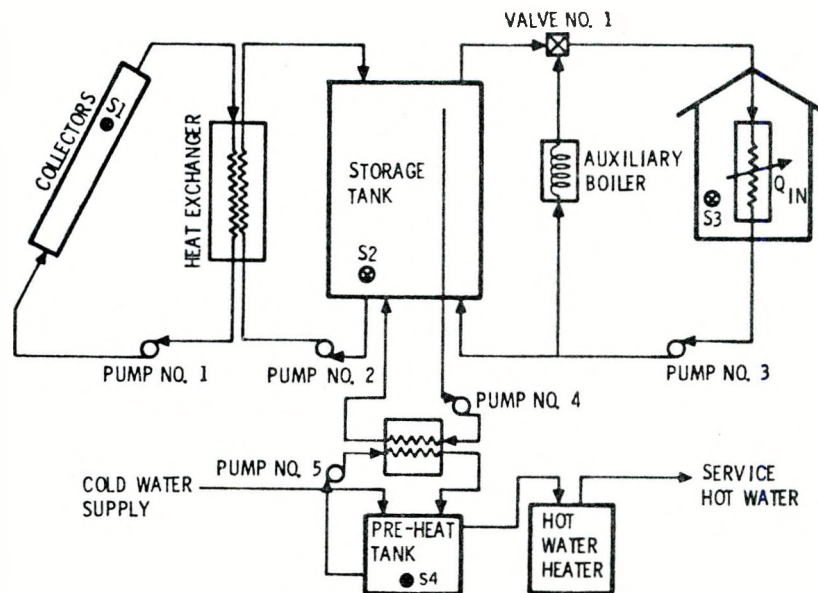 VALVE NO. 1
COLLECTORS
S1
HEAT EXCHANGER
STORAGE
TANK
S2
AUXILIARY
BOILER
S3
Q IN
PUMP NO. 1
PUMP NO. 2
PUMP NO. 3
PUMP NO. 4
PUMP NO. 5
COLD WATER
SUPPLY
PRE-HEAT
TANK
S4
HOT
WATER
HEATER
SERVICE
HOT WATER